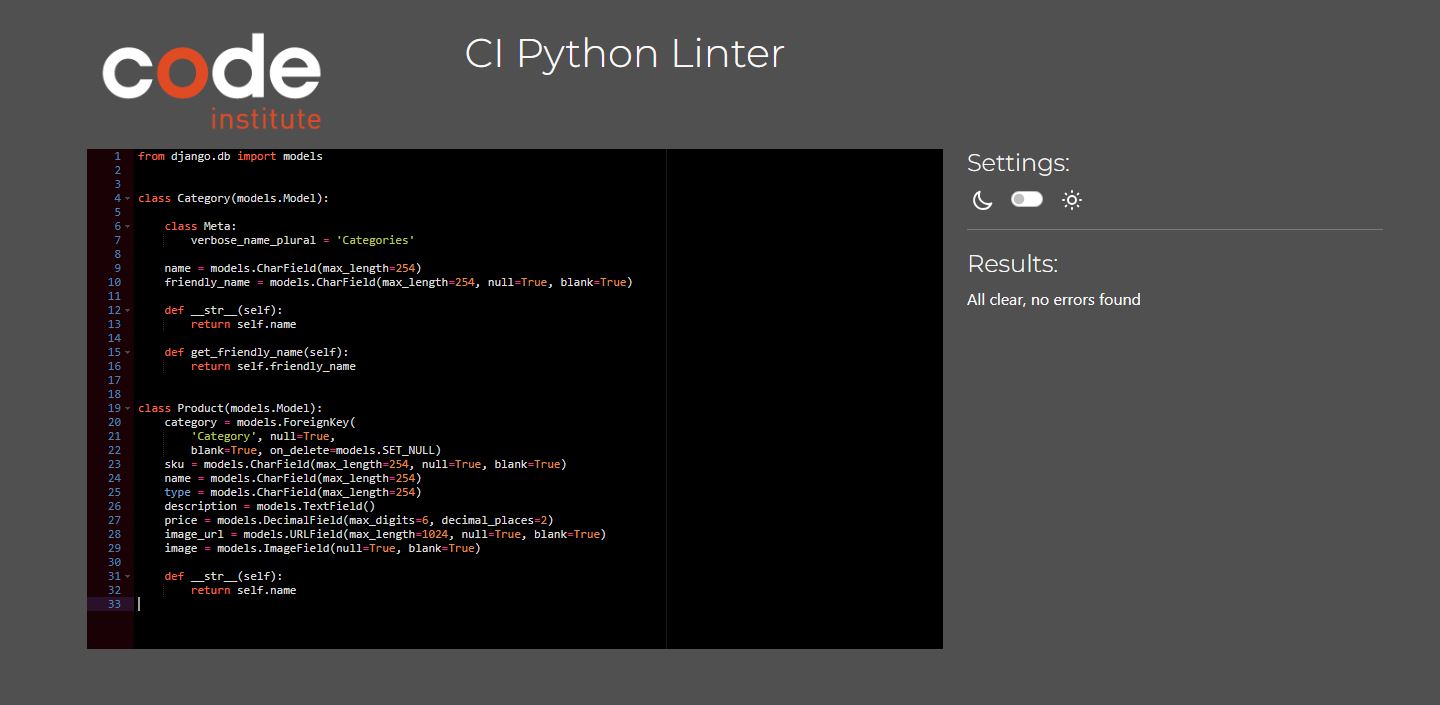 code
institute
CI Python Linter
1 from django.db import models
2
3
4 class Category(models.Model):
5
6     class Meta:
7         verbose_name_plural = 'Categories'
8
9     name = models.CharField(max_length=254)
10     friendly_name = models.CharField(max_length=254, null=True, blank=True)
11
12     def __str__(self):
13         return self.name
14
15     def get_friendly_name(self):
16         return self.friendly_name
17
18
19 class Product(models.Model):
20     category = models.ForeignKey(
21         'Category', null=True,
22         blank=True, on_delete=models.SET_NULL)
23     sku = models.CharField(max_length=254, null=True, blank=True)
24     name = models.CharField(max_length=254)
25     type = models.CharField(max_length=254)
26     description = models.TextField()
27     price = models.DecimalField(max_digits=6, decimal_places=2)
28     image_url = models.URLField(max_length=1024, null=True, blank=True)
29     image = models.ImageField(null=True, blank=True)
30
31     def __str__(self):
32         return self.name
33
Settings:
Results:
All clear, no errors found